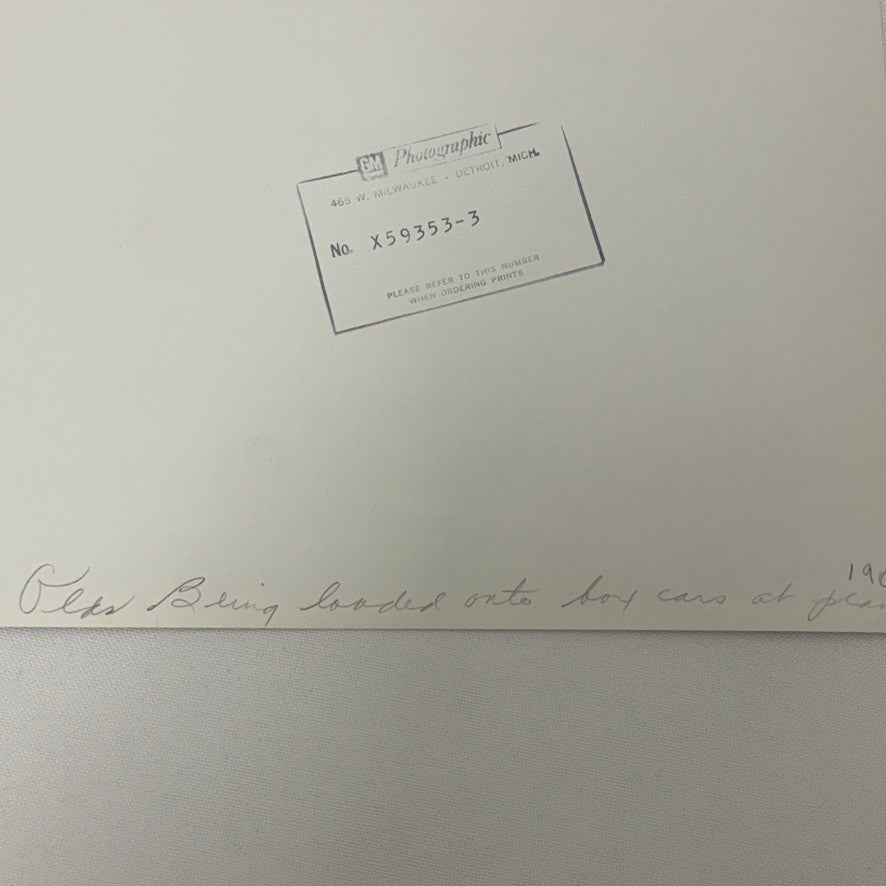 GM Photographic
465 W. MILWAUKEE - DETROIT, MICH.
No. X59353-3
PLEASE REFER TO THIS NUMBER
WHEN ORDERING PRINTS
Olds Being loaded onto box cars at